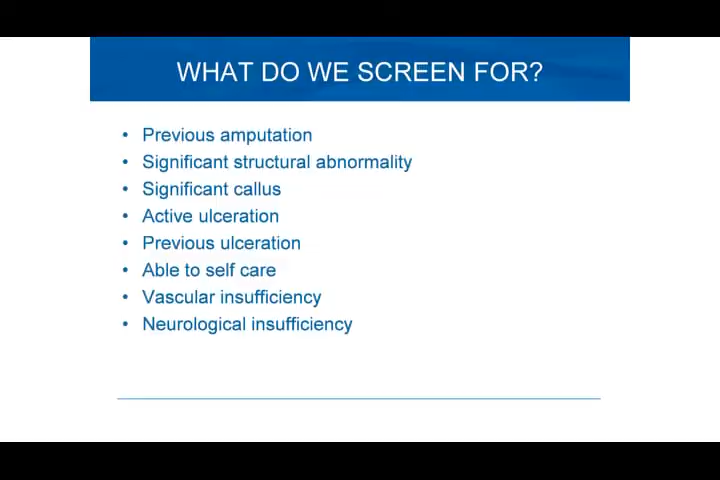 WHAT DO WE SCREEN FOR?
• Previous amputation
• Significant structural abnormality
• Significant callus
• Active ulceration
• Previous ulceration
• Able to self care
• Vascular insufficiency
• Neurological insufficiency